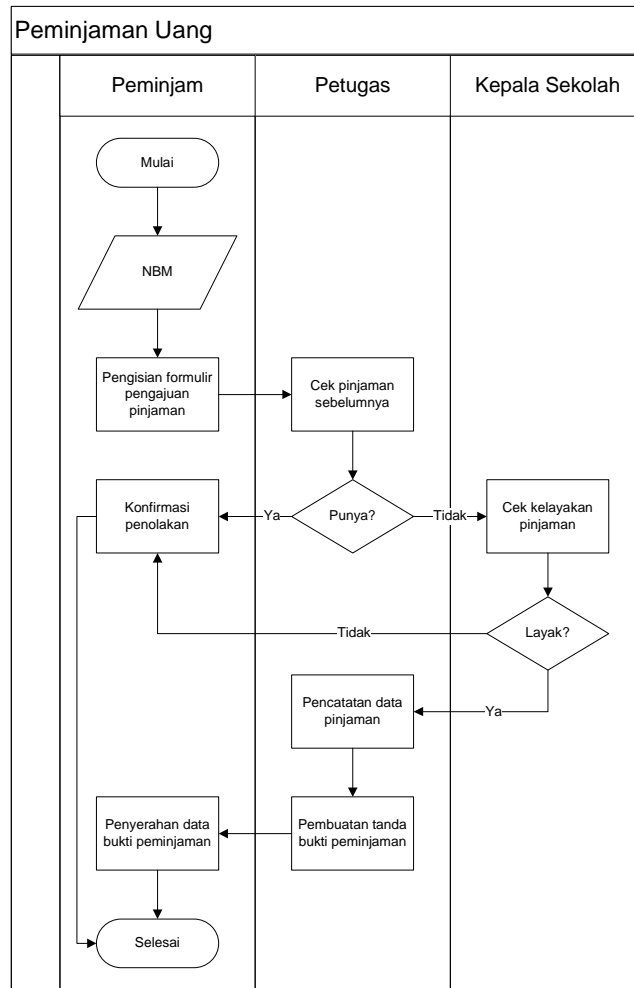 Peminjaman Uang
Peminjam
Petugas
Kepala Sekolah
Mulai
NBM
Pengisian formulir
pengajuan
pinjaman
Cek pinjaman
sebelumnya
Konfirmasi
penolakan
Ya
Punya?
Tidak
Cek kelayakan
pinjaman
Tidak
Layak?
Pencatatan data
pinjaman
Ya
Penyerahan data
bukti peminjaman
Pembuatan tanda
bukti peminjaman
Selesai